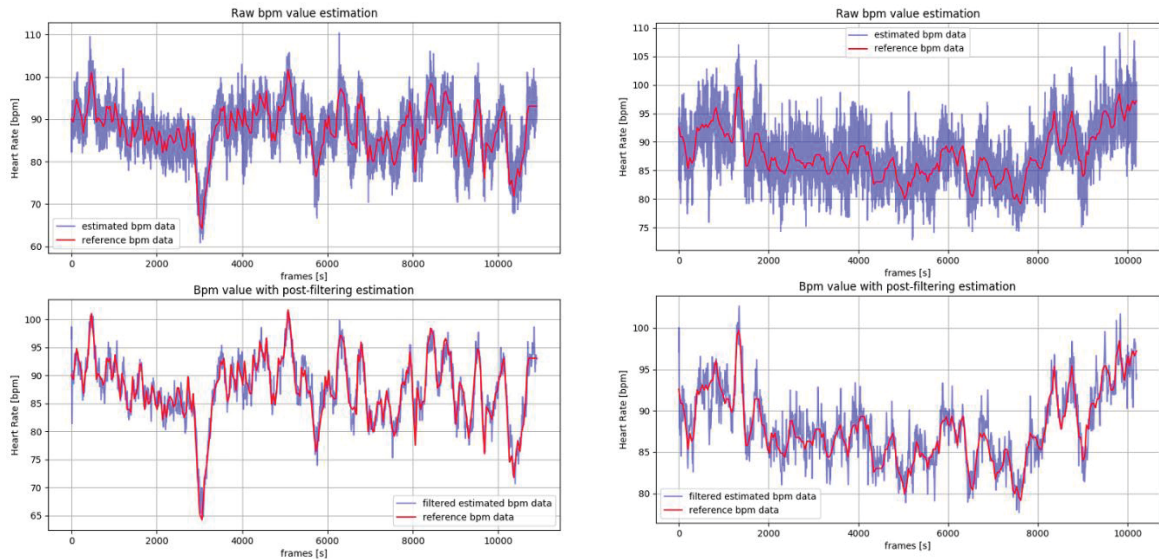 Raw bpm value estimation
110
100
90
80
70
60
Heart Rate [bpm]
estimated bpm data
reference bpm data
0 2000 4000 6000 8000 10000
frames [s]
Raw bpm value estimation
110
105
100
95
90
85
80
75
Heart Rate [bpm]
estimated bpm data
reference bpm data
0 2000 4000 6000 8000 10000
frames [s]
Bpm value with post-filtering estimation
100
95
90
85
80
75
70
65
Heart Rate [bpm]
filtered estimated bpm data
reference bpm data
0 2000 4000 6000 8000 10000
frames [s]
Bpm value with post-filtering estimation
100
95
90
85
80
Heart Rate [bpm]
filtered estimated bpm data
reference bpm data
0 2000 4000 6000 8000 10000
frames [s]